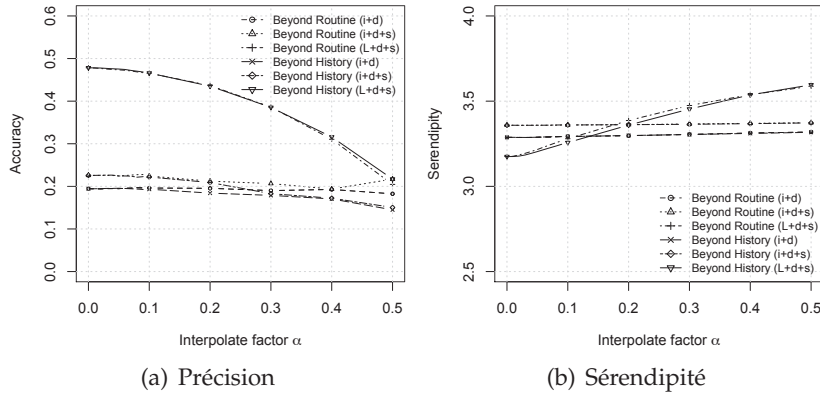 0.6
0.5
0.4
0.3
0.2
0.1
0.0
Accuracy
Beyond Routine (i+d)
Beyond Routine (i+d+s)
Beyond Routine (L+d+s)
Beyond History (i+d)
Beyond History (i+d+s)
Beyond History (L+d+s)
0.0 0.1 0.2 0.3 0.4 0.5
Interpolate factor α
(a) Précision
4.0
3.5
3.0
2.5
Serendipity
Beyond Routine (i+d)
Beyond Routine (i+d+s)
Beyond Routine (L+d+s)
Beyond History (i+d)
Beyond History (i+d+s)
Beyond History (L+d+s)
0.0 0.1 0.2 0.3 0.4 0.5
Interpolate factor α
(b) Sérendipité